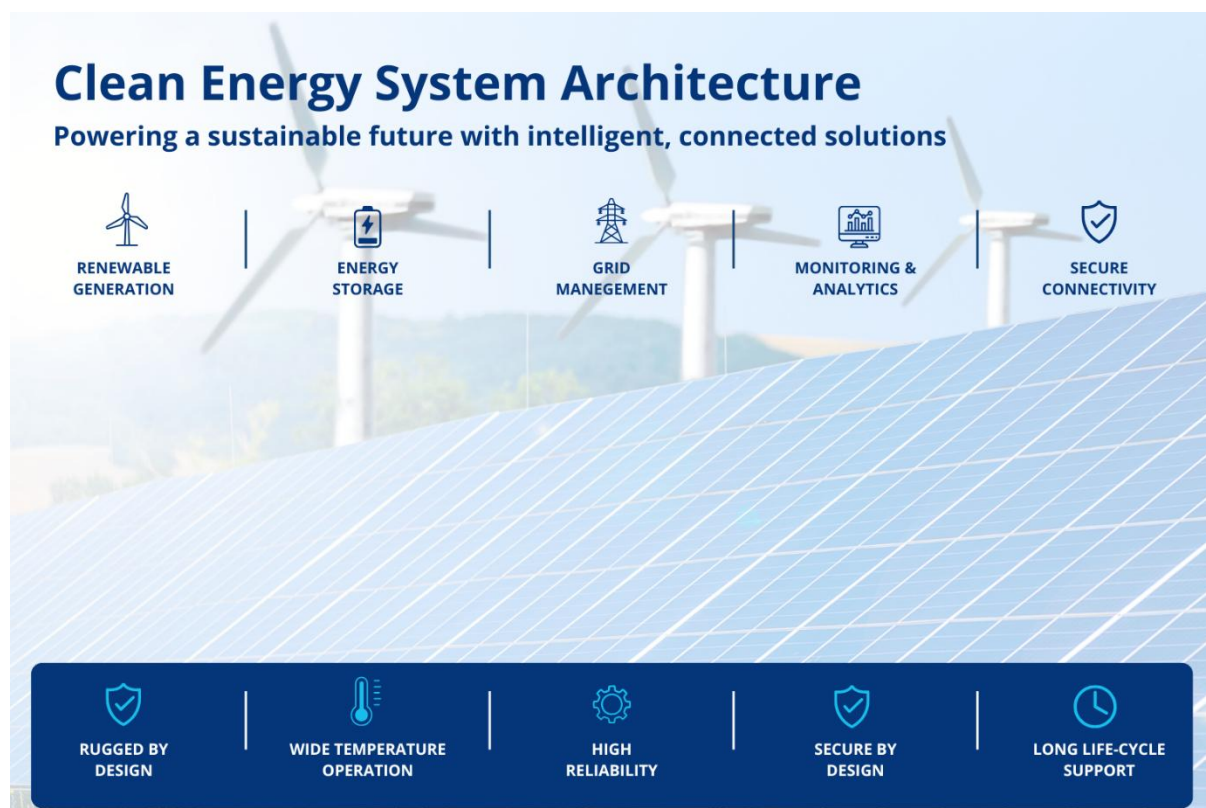 Clean Energy System Architecture
Powering a sustainable future with intelligent, connected solutions
RENEWABLE
GENERATION
ENERGY
STORAGE
GRID
MANEGEMENT
MONITORING &
ANALYTICS
SECURE
CONNECTIVITY
RUGGED BY
DESIGN
WIDE TEMPERATURE
OPERATION
HIGH
RELIABILITY
SECURE BY
DESIGN
LONG LIFE-CYCLE
SUPPORT